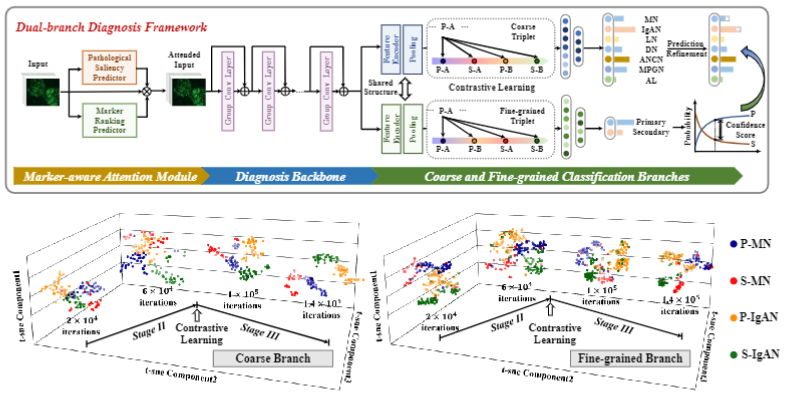 Dual-branch Diagnosis Framework
Input
Pathological
Saliency
Predictor
Marker
Ranking
Predictor
Attended
Input
Group Conv Layer
Group Conv Layer
Group Conv Layer
Group Conv Layer
Feature
Encoder
Pooling
Shared
Structure
Feature
Encoder
Pooling
··· P-A ···
Coarse
Triplet
P-A S-A P-B S-B
Contrastive Learning
··· P-A ···
Fine-grained
Triplet
P-A P-B S-A S-B
MN
IgAN
LN
DN
ANCN
MPGN
AL
Prediction
Refinement
Primary
Secondary
Probability
P
Confidence
Score
S
Marker-aware Attention Module
Diagnosis Backbone
Coarse and Fine-grained Classification Branches
t-sne Component1
2 × 10⁴
iterations
6 × 10⁴
iterations
1 × 10⁵
iterations
1.4 × 10⁵
iterations
Stage II
Contrastive
Learning
Stage III
Coarse Branch
t-sne Component2
t-sne Component3
t-sne Component1
2 × 10⁴
iterations
6 × 10⁴
iterations
1 × 10⁵
iterations
1.4 × 10⁵
iterations
Stage II
Contrastive
Learning
Stage III
Fine-grained Branch
t-sne Component2
t-sne Component3
P-MN
S-MN
P-IgAN
S-IgAN